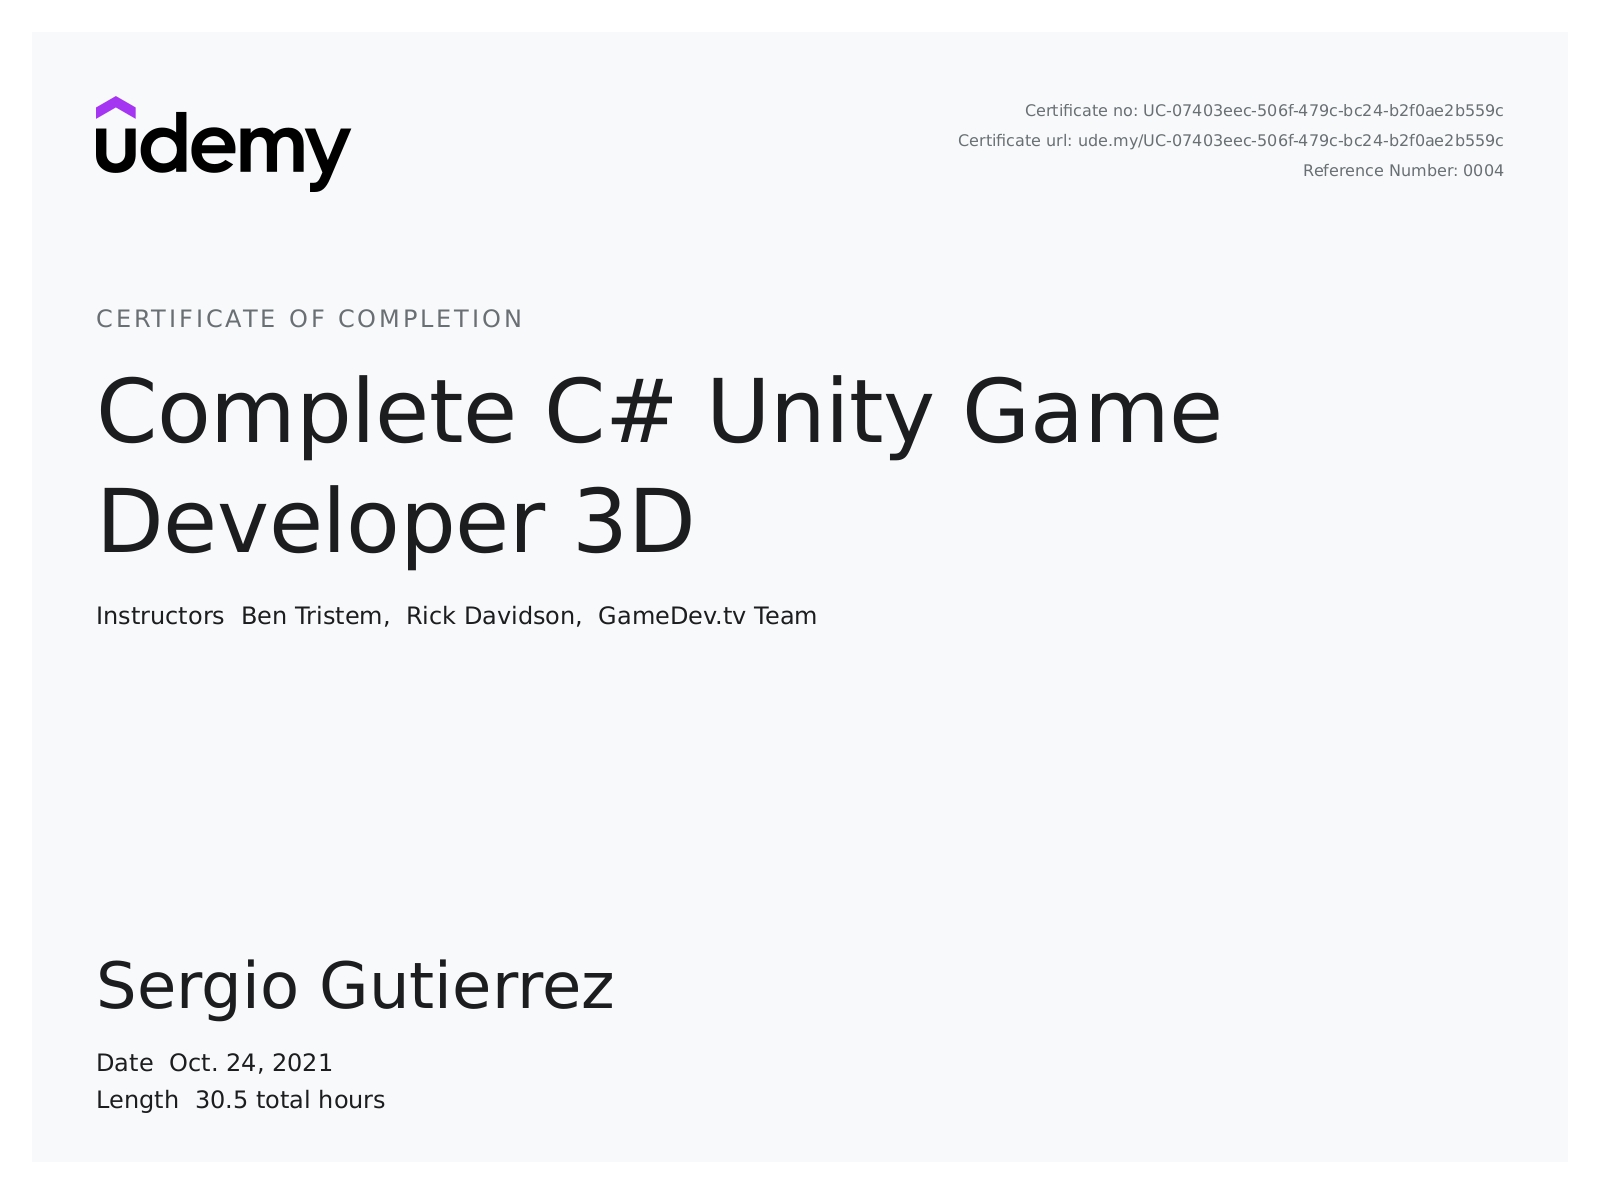 udemy
Certificate no: UC-07403eec-506f-479c-bc24-b2f0ae2b559c
Certificate url: ude.my/UC-07403eec-506f-479c-bc24-b2f0ae2b559c
Reference Number: 0004
CERTIFICATE OF COMPLETION
Complete C# Unity Game
Developer 3D
Instructors Ben Tristem, Rick Davidson, GameDev.tv Team
Sergio Gutierrez
Date Oct. 24, 2021
Length 30.5 total hours